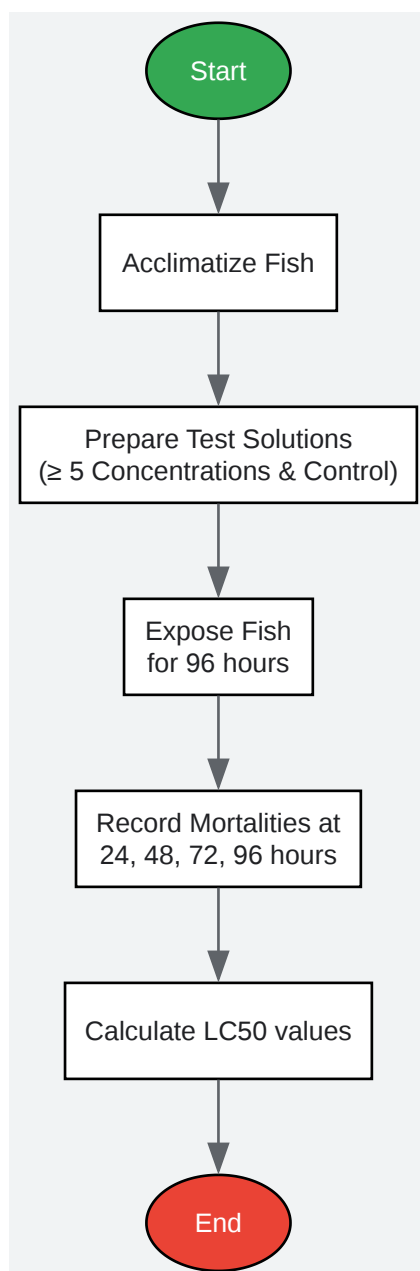 Start
Acclimatize Fish
Prepare Test Solutions
(≥ 5 Concentrations & Control)
Expose Fish
for 96 hours
Record Mortalities at
24, 48, 72, 96 hours
Calculate LC50 values
End